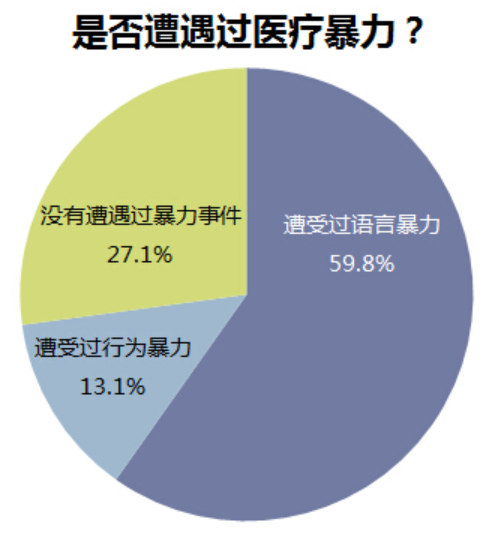 是否遭遇过医疗暴力？
没有遭遇过暴力事件
27.1%
遭受过语言暴力
59.8%
遭受过行为暴力
13.1%